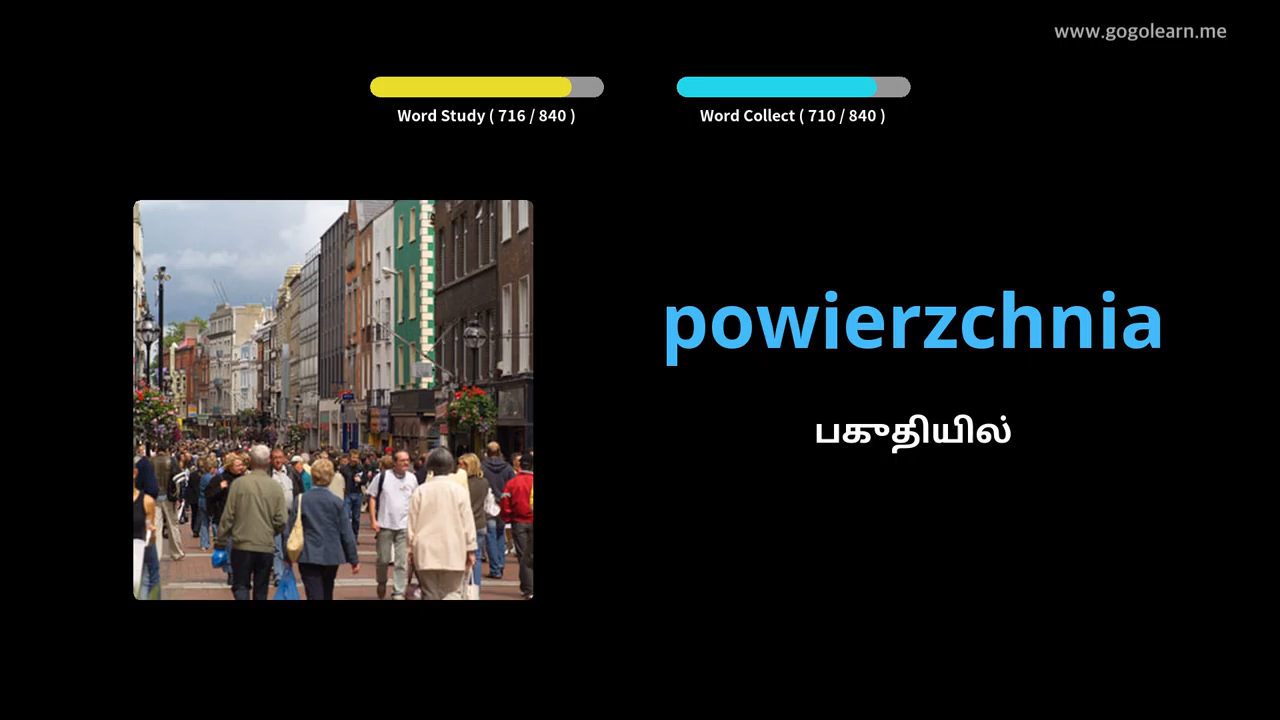 www.gogolearn.me
Word Study ( 716 / 840 )
Word Collect ( 710 / 840 )
powierzchnia
பகுதியில்